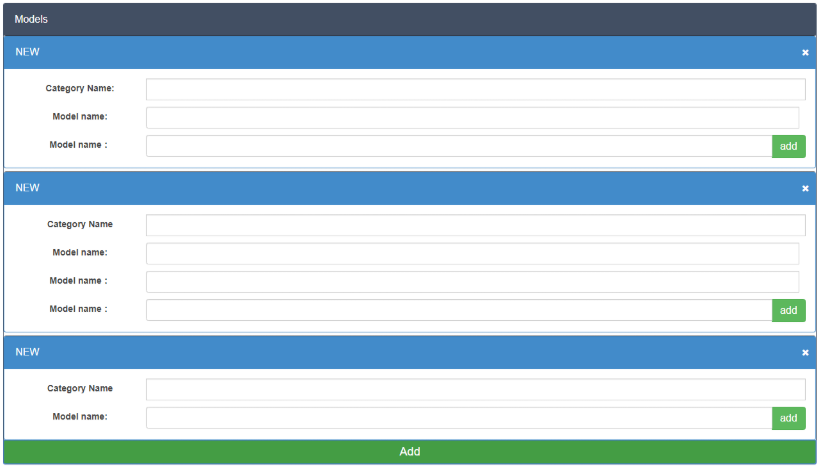 Models
NEW ✖
Category Name:
Model name:
Model name : add
NEW ✖
Category Name
Model name:
Model name :
Model name : add
NEW ✖
Category Name
Model name: add
Add